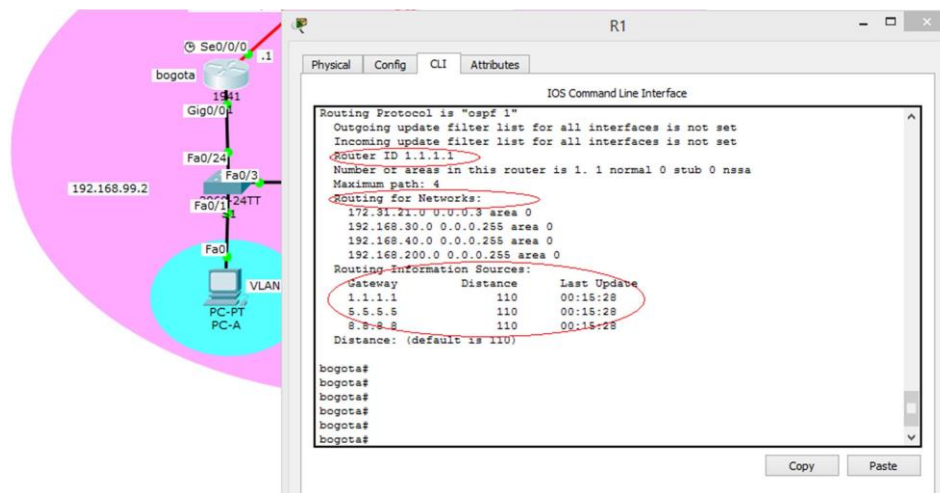 Se0/0/0
.1
bogota
1941
Gig0/0
Fa0/24
Fa0/3
192.168.99.2
24TT
Fa0/1
Fa0
VLAN
PC-PT
PC-A
R1
Physical Config CLI Attributes
IOS Command Line Interface
Routing Protocol is "ospf 1"
Outgoing update filter list for all interfaces is not set
Incoming update filter list for all interfaces is not set
Router ID 1.1.1.1
Number of areas in this router is 1. 1 normal 0 stub 0 nssa
Maximum path: 4
Routing for Networks:
172.31.21.0 0.0.0.3 area 0
192.168.30.0 0.0.0.255 area 0
192.168.40.0 0.0.0.255 area 0
192.168.200.0 0.0.0.255 area 0
Routing Information Sources:
Gateway Distance Last Update
1.1.1.1 110 00:15:28
5.5.5.5 110 00:15:28
8.8.8.8 110 00:15:28
Distance: (default is 110)
bogota#
bogota#
bogota#
bogota#
bogota#
bogota#
Copy Paste